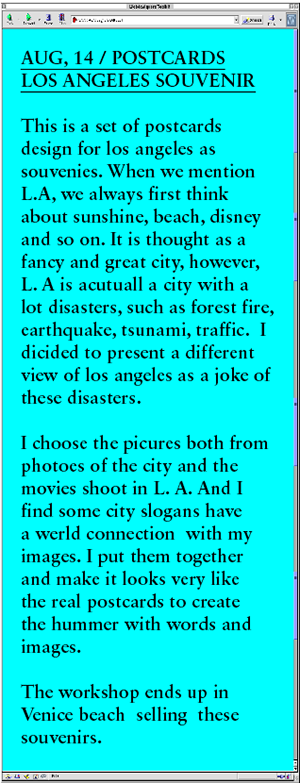 AUG, 14 / POSTCARDS
LOS ANGELES SOUVENIR
This is a set of postcards
design for los angeles as
souvenies. When we mention
L.A, we always first think
about sunshine, beach, disney
and so on. It is thought as a
fancy and great city, however,
L. A is acutuall a city with a
lot disasters, such as forest fire,
earthquake, tsunami, traffic. I
dicided to present a different
view of los angeles as a joke of
these disasters.
I choose the picures both from
photoes of the city and the
movies shoot in L. A. And I
find some city slogans have
a werld connection with my
images. I put them together
and make it looks very like
the real postcards to create
the hummer with words and
images.
The workshop ends up in
Venice beach selling these
souvenirs.